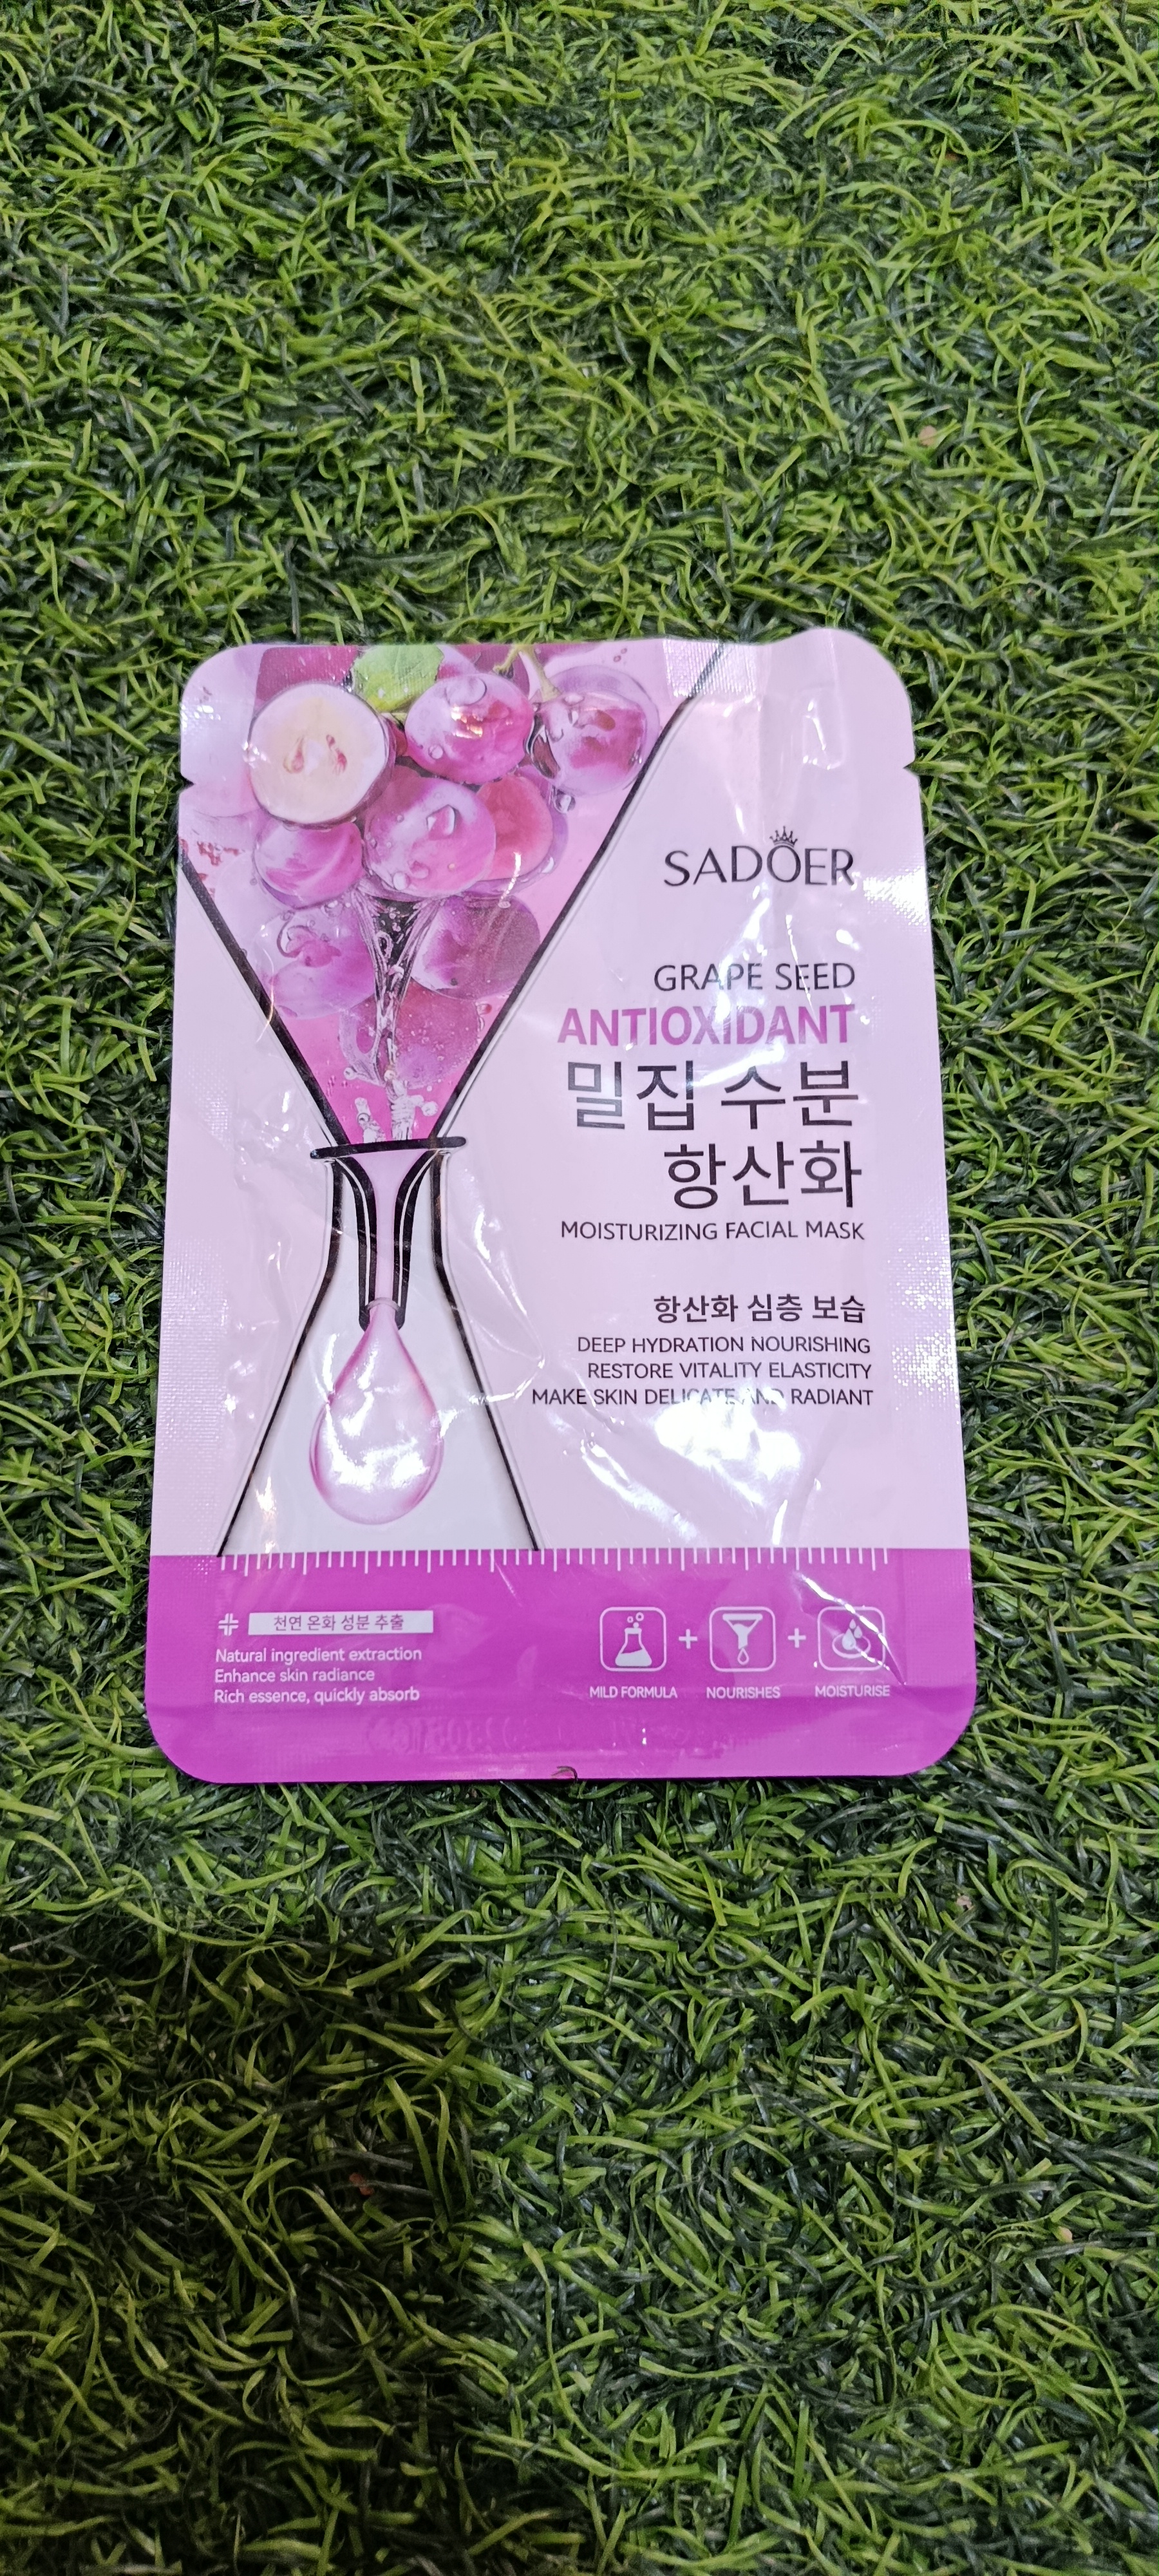 SADOER
GRAPE SEED
ANTIOXIDANT
밀집 수분
항산화
MOISTURIZING FACIAL MASK
항산화 심층 보습
DEEP HYDRATION NOURISHING
RESTORE VITALITY ELASTICITY
MAKE SKIN DELICATE AND RADIANT
천연 온화 성분 추출
Natural ingredient extraction
Enhance skin radiance
Rich essence, quickly absorb
MILD FORMULA + NOURISHES + MOISTURISE